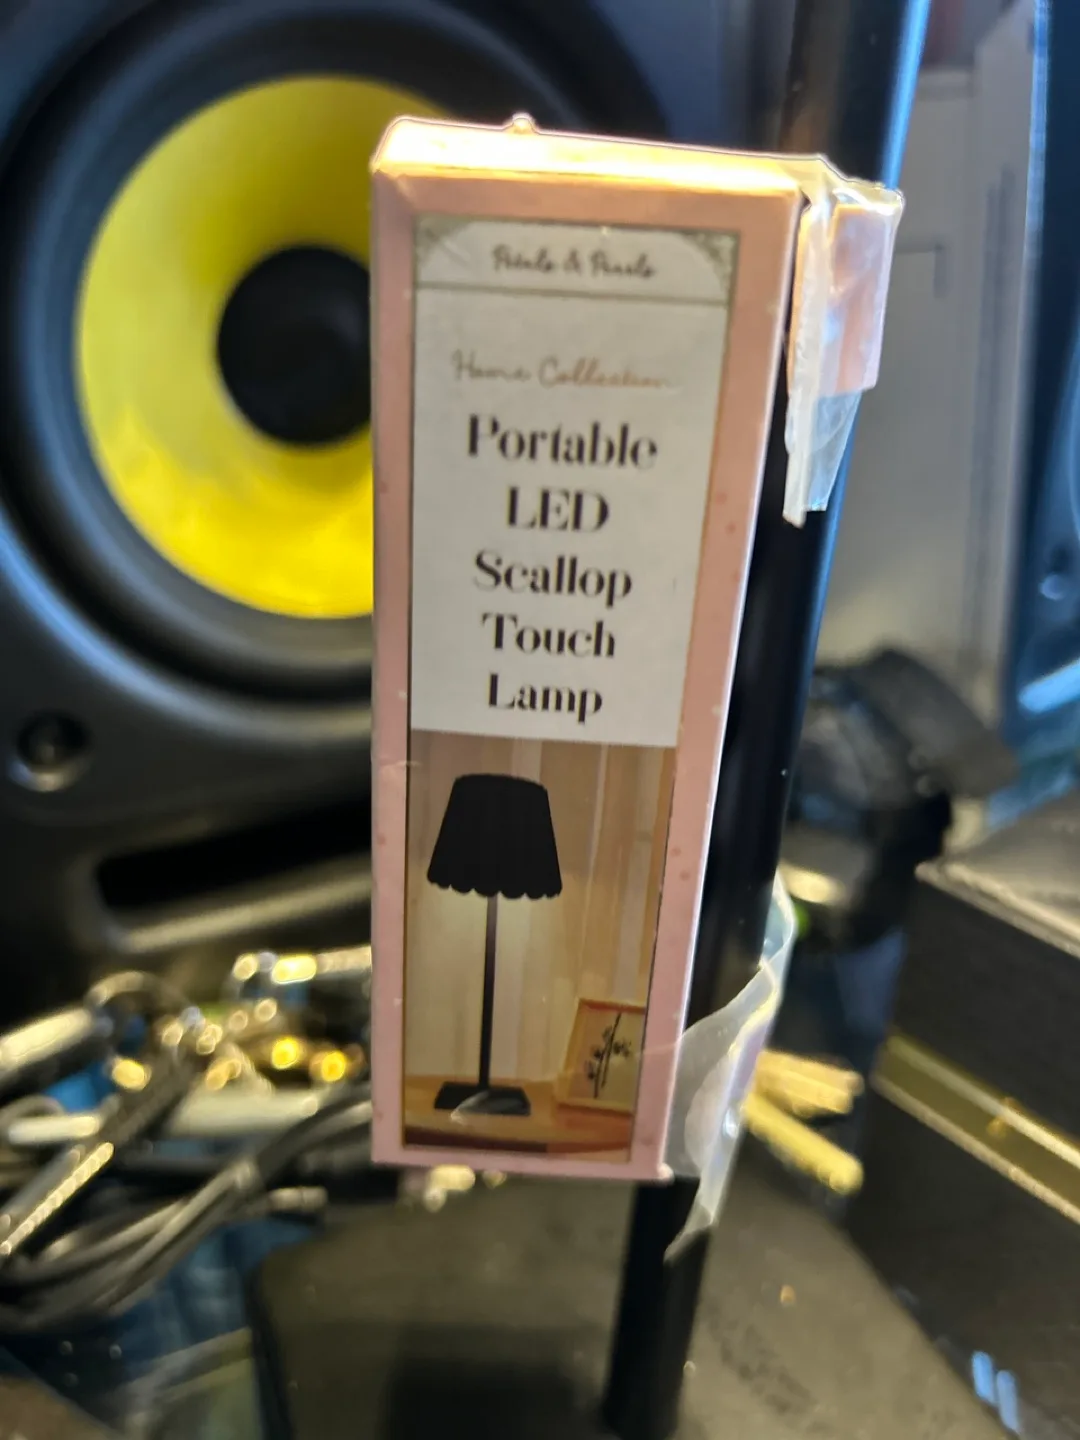 Petals & Pearls
Home Collection
Portable
LED
Scallop
Touch
Lamp